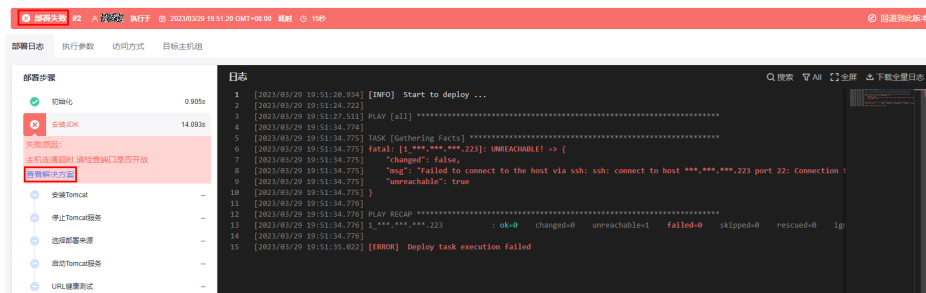 部署失败 #2 执行于 2023/03/29 19:51:20 GMT+08:00 耗时 15秒 回退到此版本
部署日志 执行参数 访问方式 目标主机组
部署步骤
初始化 0.905s
安装JDK 14.093s
失败原因:
主机连通超时,请检查端口是否开放
查看解决方案
安装Tomcat --
停止Tomcat服务 --
选择部署来源 --
启动Tomcat服务 --
URL健康测试 --
日志 搜索 All 全屏 下载全量日志
1 [2023/03/29 19:51:20.934] [INFO] Start to deploy ...
2 [2023/03/29 19:51:24.722]
3 [2023/03/29 19:51:27.511] PLAY [all] *********************************************************************
4 [2023/03/29 19:51:34.774]
5 [2023/03/29 19:51:34.775] TASK [Gathering Facts] *********************************************************
6 [2023/03/29 19:51:34.775] fatal: [1_***.***.***.223]: UNREACHABLE! => {
7 [2023/03/29 19:51:34.775] "changed": false,
8 [2023/03/29 19:51:34.775] "msg": "Failed to connect to the host via ssh: ssh: connect to host ***.***.***.223 port 22: Connection
9 [2023/03/29 19:51:34.775] "unreachable": true
10 [2023/03/29 19:51:34.775] }
11 [2023/03/29 19:51:34.776]
12 [2023/03/29 19:51:34.776] PLAY RECAP *********************************************************************
13 [2023/03/29 19:51:34.776] 1_***.***.***.223 : ok=0 changed=0 unreachable=1 failed=0 skipped=0 rescued=0
14 [2023/03/29 19:51:34.776]
15 [2023/03/29 19:51:35.022] [ERROR] Deploy task execution failed